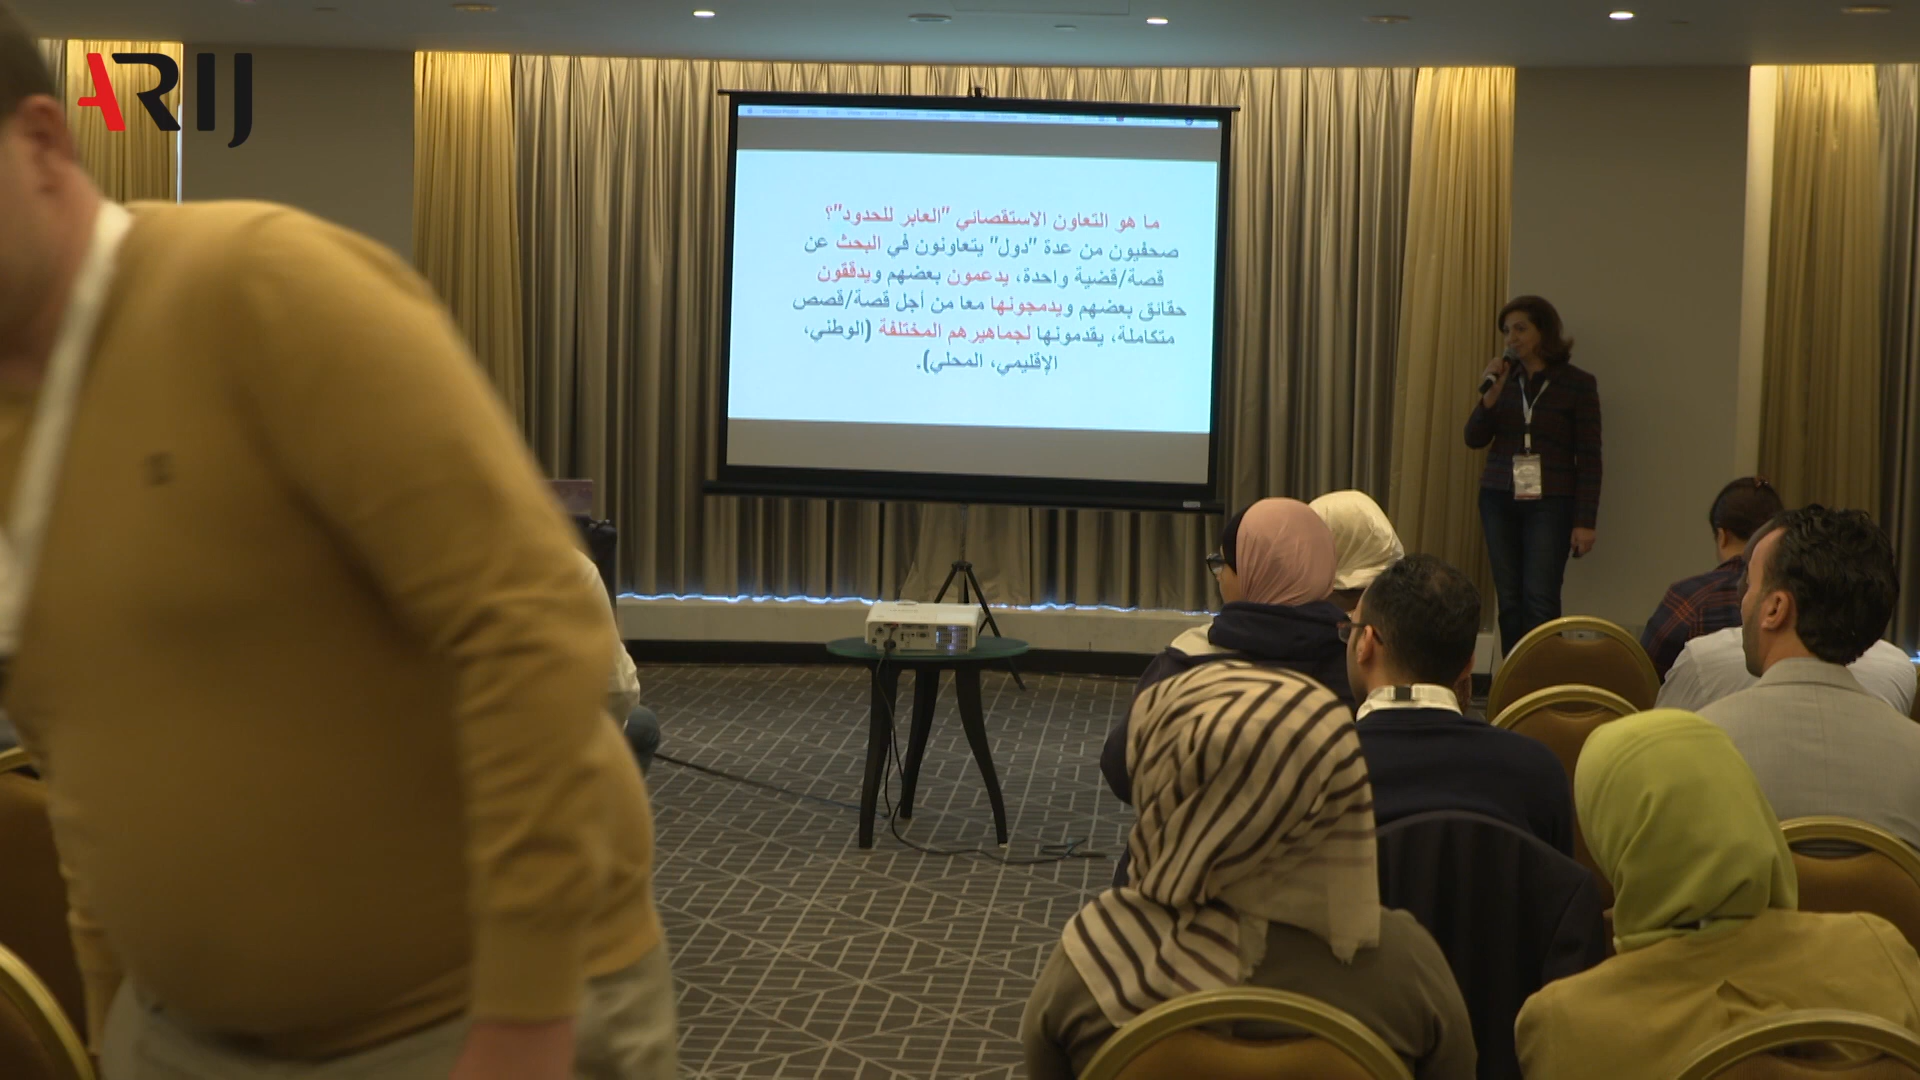 ARIJ
ما هو التعاون الاستقصائي "العابر للحدود"؟
صحفيون من عدة "دول" يتعاونون في البحث عن
قصة/قضية واحدة، يدعمون بعضهم ويدققون
حقائق بعضهم ويدمجونها معا من أجل قصة/قصص
متكاملة، يقدمونها لجماهيرهم المختلفة (الوطني،
الإقليمي، المحلي).